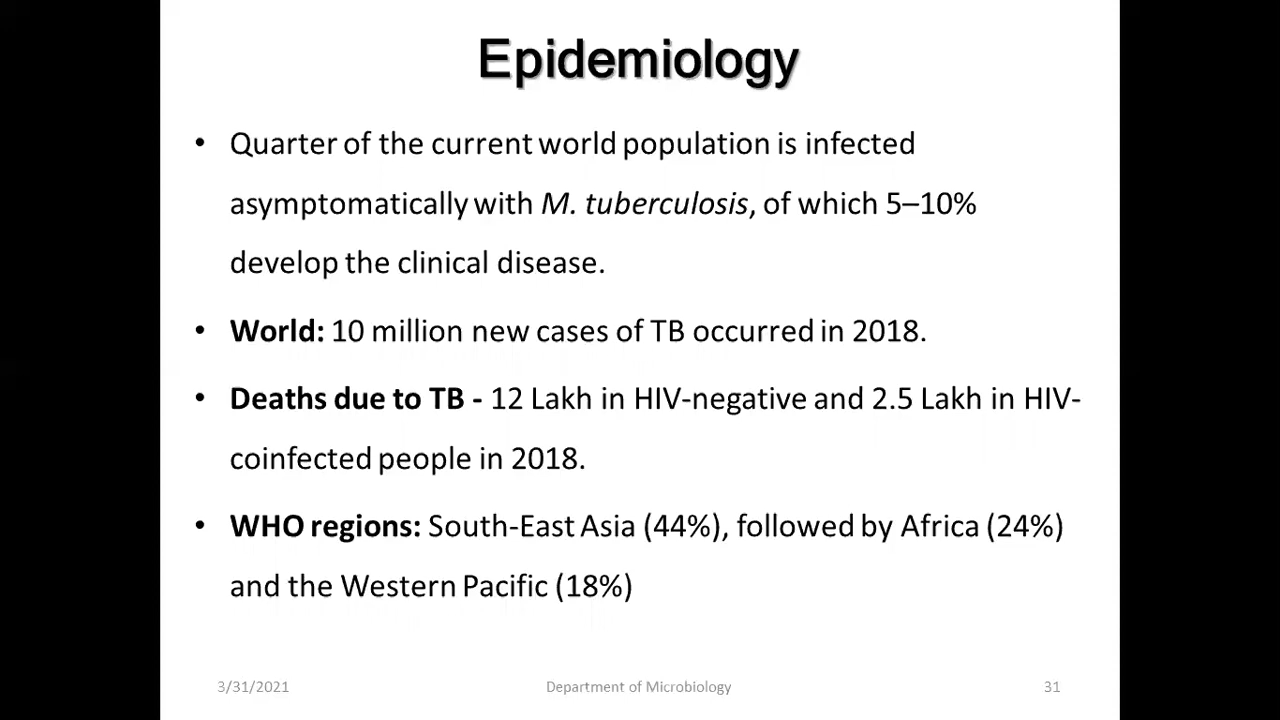 Epidemiology
• Quarter of the current world population is infected
asymptomatically with M. tuberculosis, of which 5–10%
develop the clinical disease.
• World: 10 million new cases of TB occurred in 2018.
• Deaths due to TB - 12 Lakh in HIV-negative and 2.5 Lakh in HIV-
coinfected people in 2018.
• WHO regions: South-East Asia (44%), followed by Africa (24%)
and the Western Pacific (18%)
3/31/2021 Department of Microbiology 31